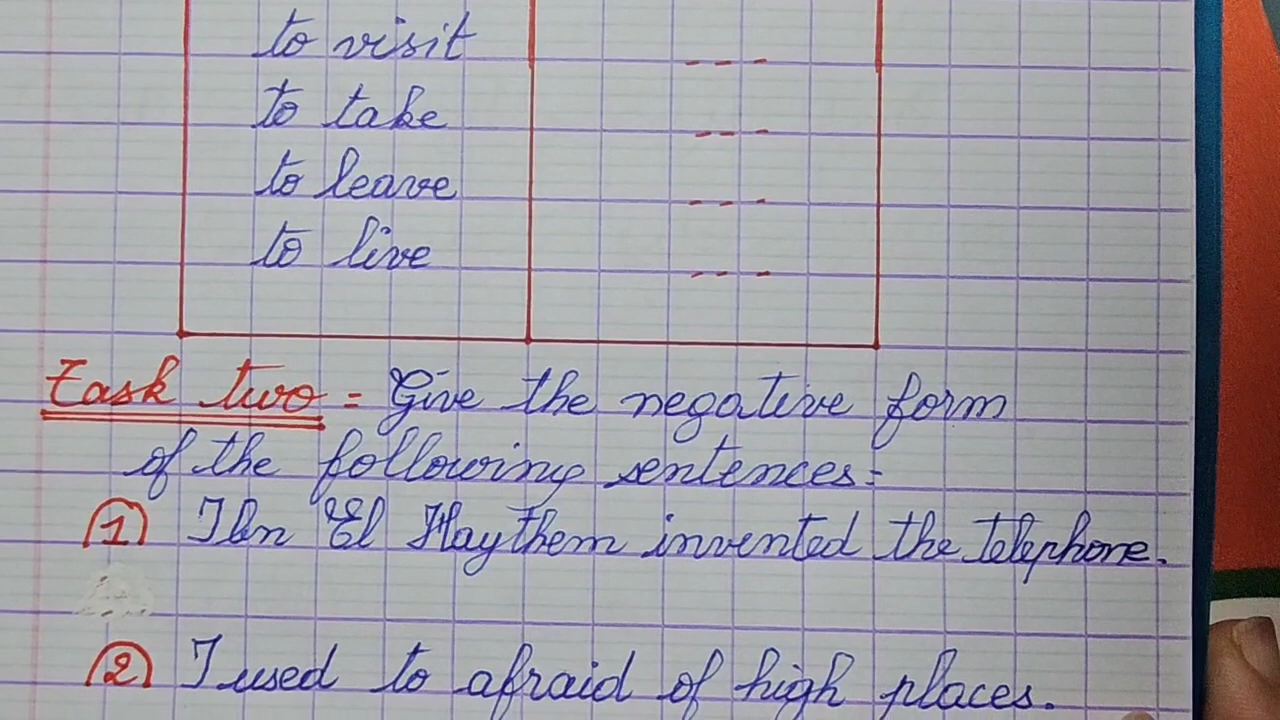 to visit ---
to take ---
to leave ---
to live ---
Task two = Give the negative form
of the following sentences =
1) Ibn El Haythem invented the telephone.
2) I used to afraid of high places.